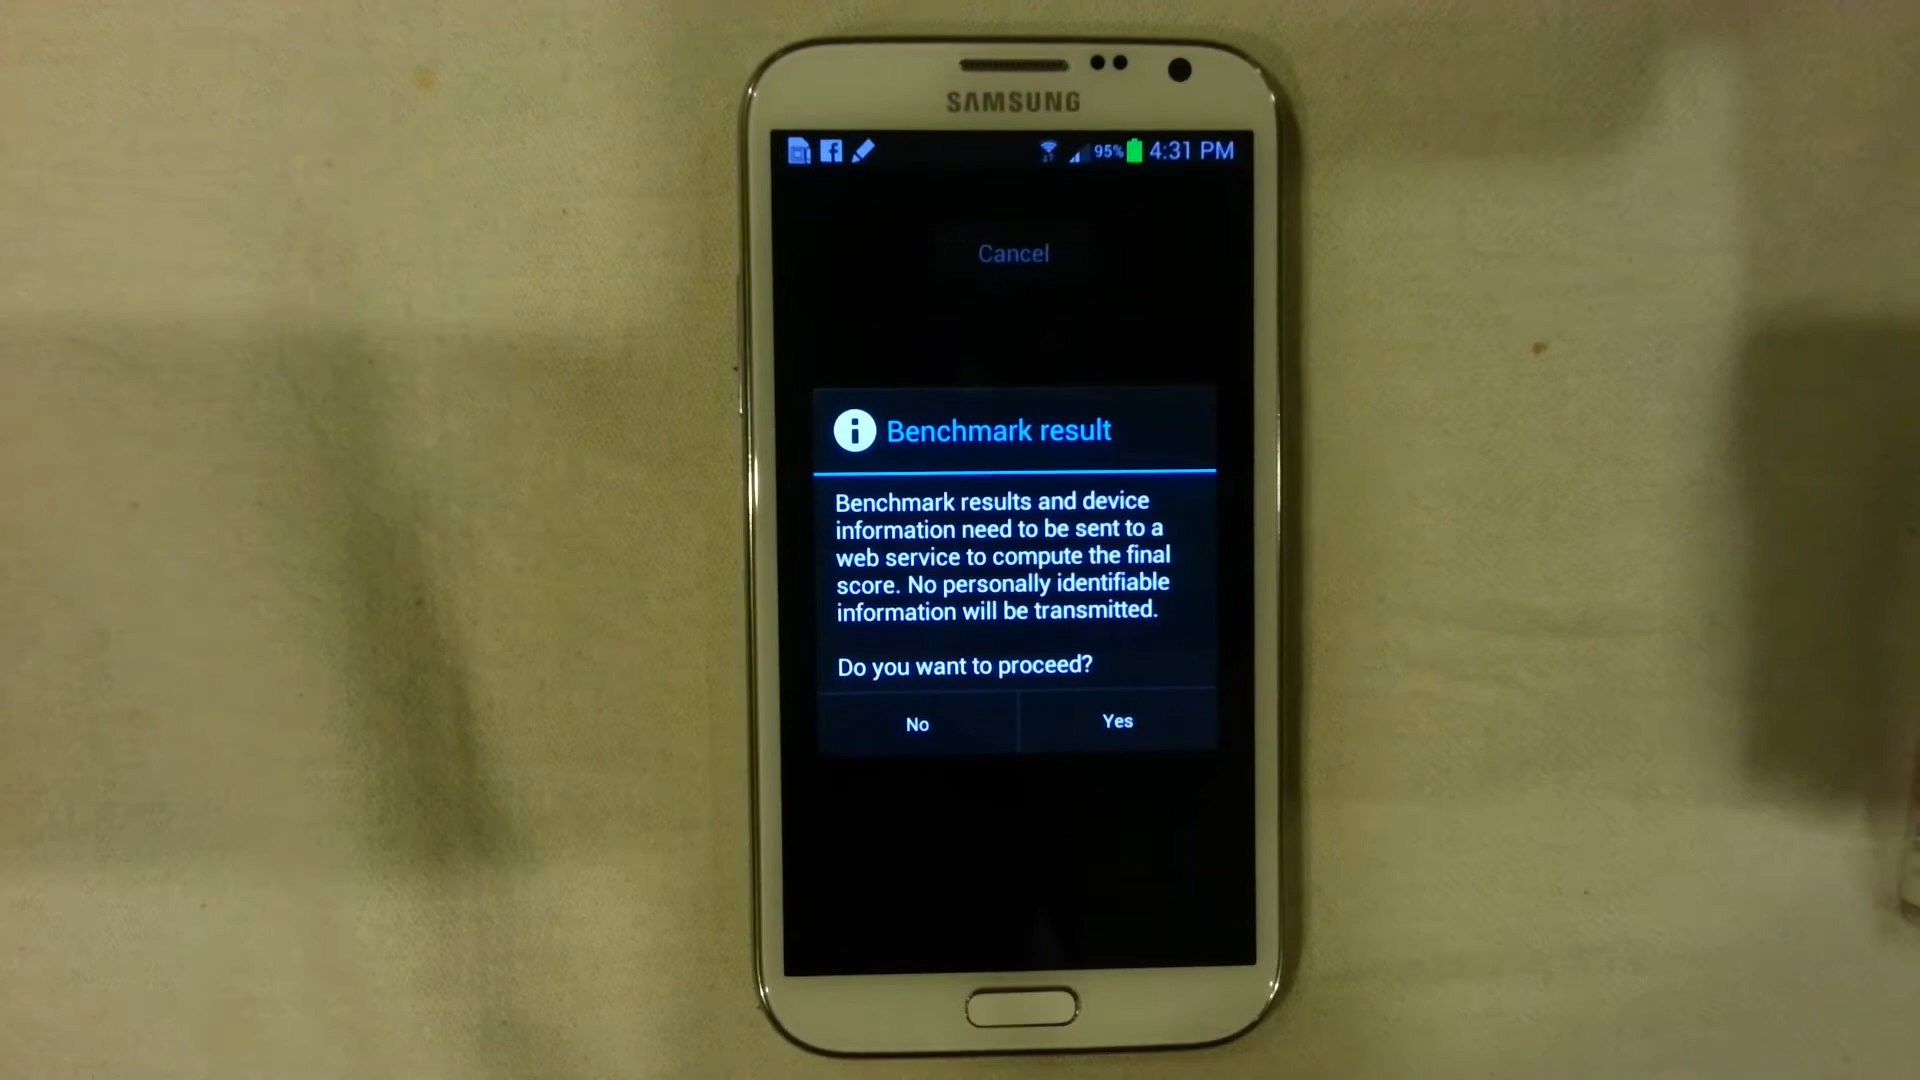 SAMSUNG
95% 4:31 PM
Cancel
Benchmark result
Benchmark results and device
information need to be sent to a
web service to compute the final
score. No personally identifiable
information will be transmitted.
Do you want to proceed?
No Yes